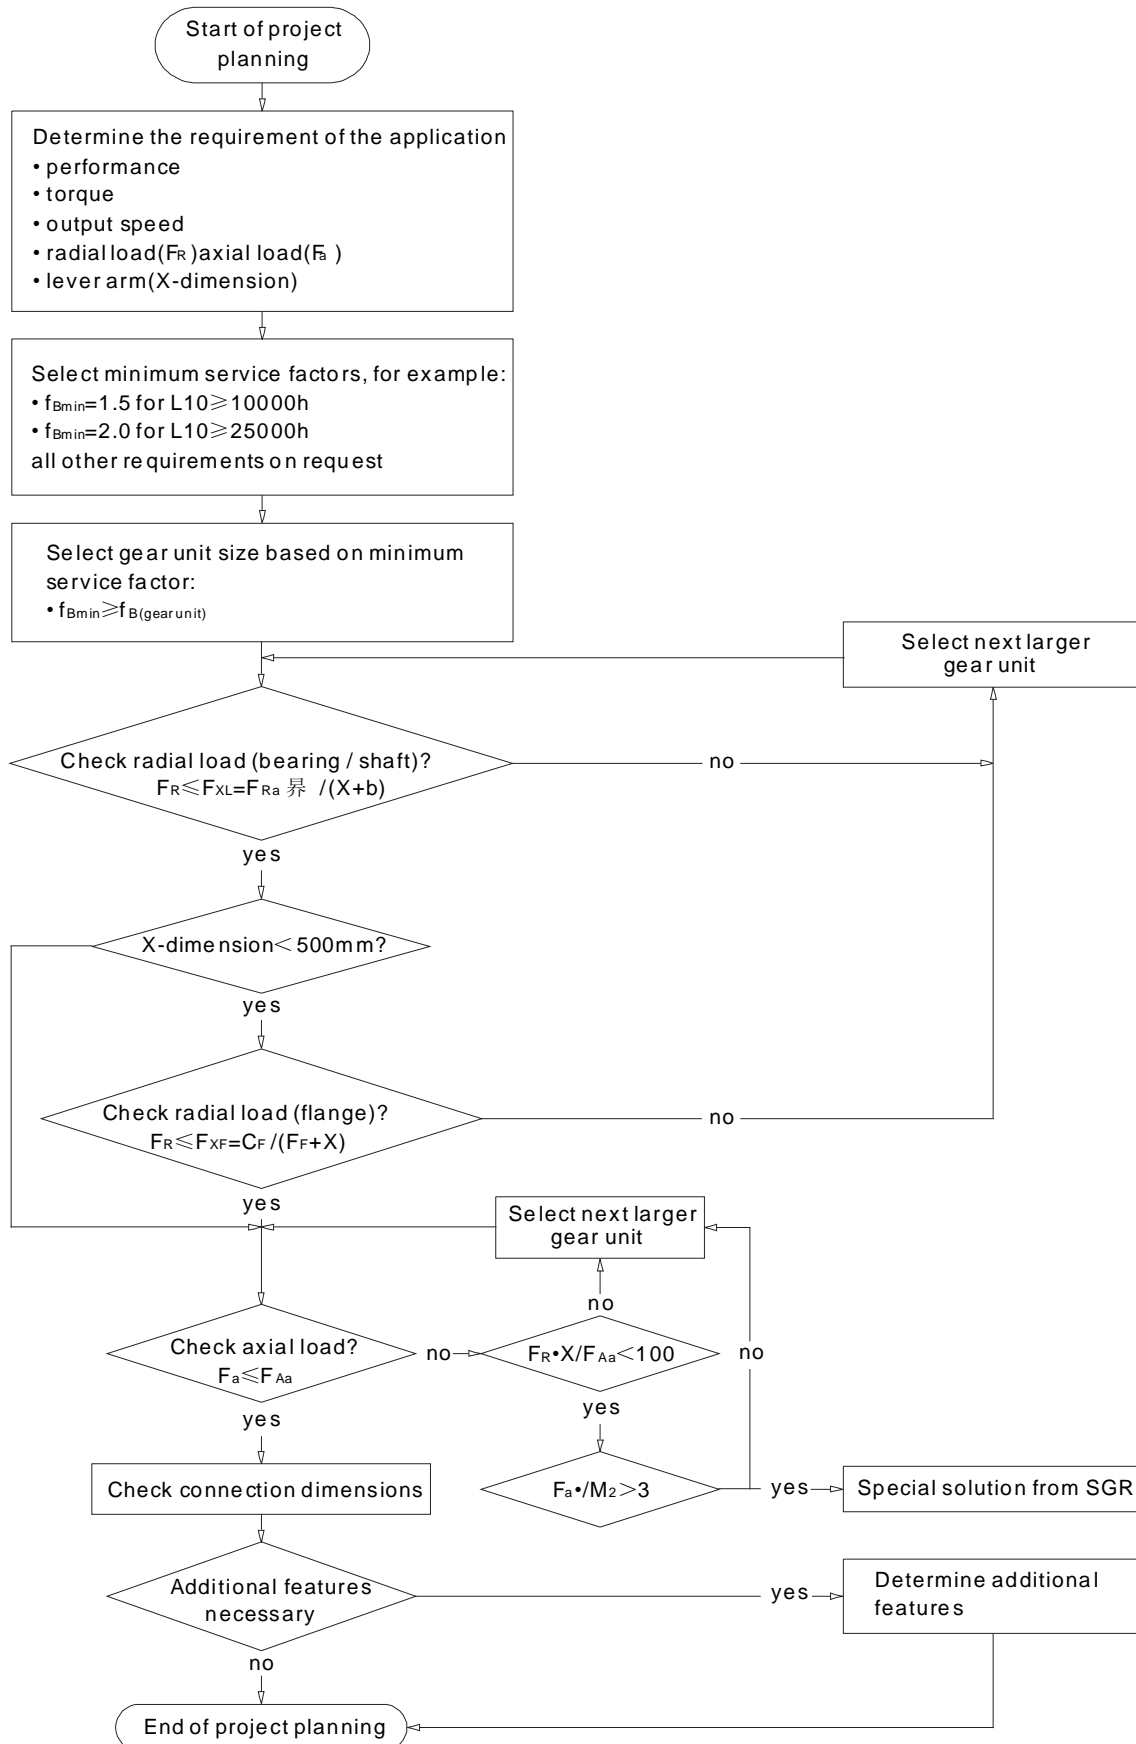 Start of project
planning
Determine the requirement of the application
• performance
• torque
• output speed
• radial load(FR)axial load(Fa )
• lever arm(X-dimension)
Select minimum service factors, for example:
• fBmin=1.5 for L10≥10000h
• fBmin=2.0 for L10≥25000h
all other requirements on request
Select gear unit size based on minimum
service factor:
• fBmin≥fB(gear unit)
Select next larger
gear unit
Check radial load (bearing / shaft)?
FR≤FXL=FRa 昇 /(X+b)
no
yes
X-dimension<500mm?
yes
Check radial load (flange)?
FR≤FXF=CF/(FF+X)
no
yes
Select next larger
gear unit
no
Check axial load?
Fa≤FAa
no
FR•X/FAa<100
no
yes
yes
Check connection dimensions
Fa•/M2>3
yes
Special solution from SGR
Additional features
necessary
yes
Determine additional
features
no
End of project planning